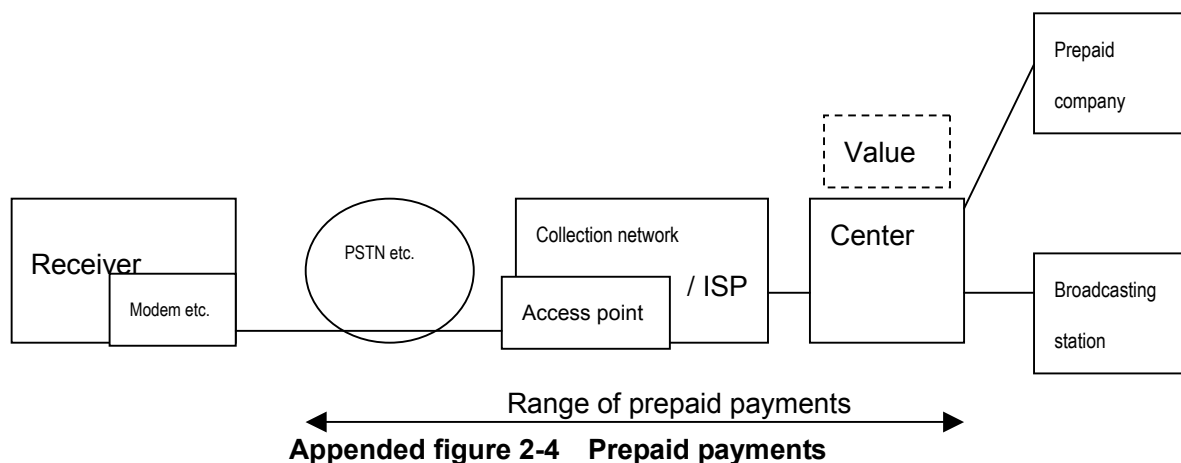 Prepaid
company
Value
Receiver
Modem etc.
PSTN etc.
Collection network
/ ISP
Access point
Center
Broadcasting
station
Range of prepaid payments
Appended figure 2-4 Prepaid payments